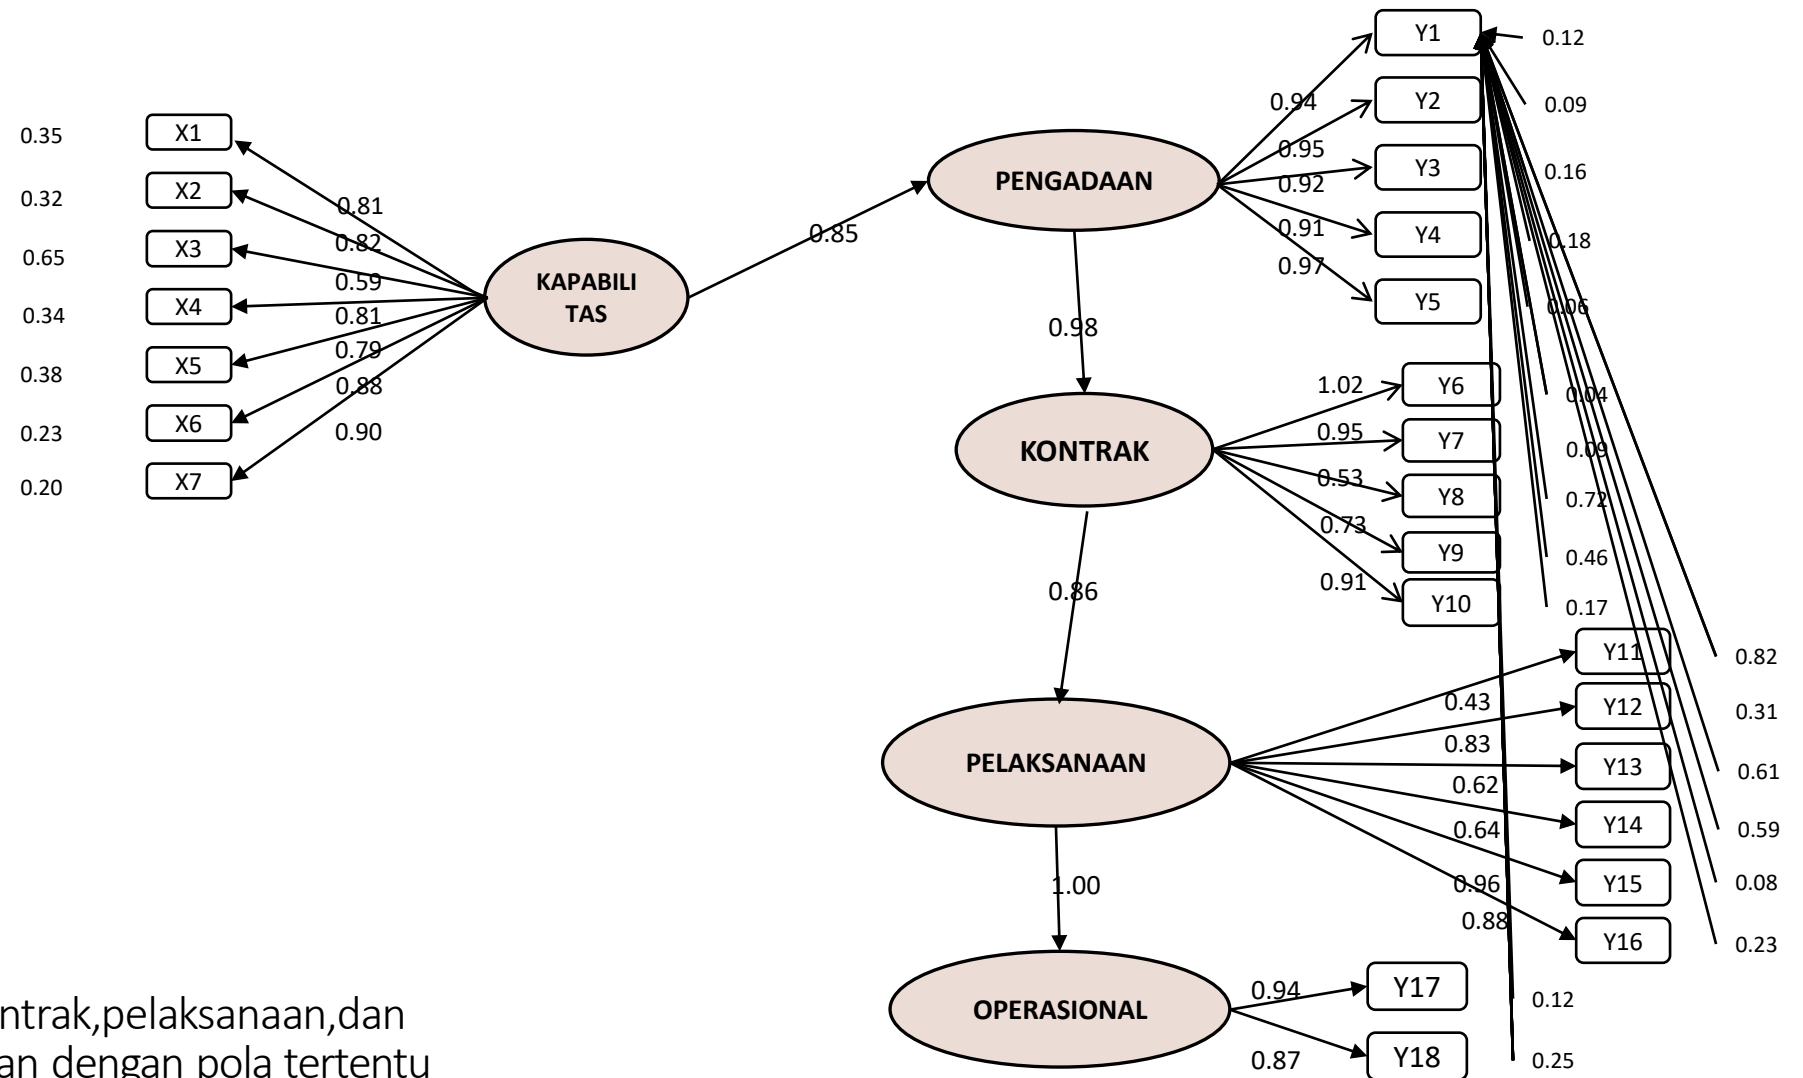 0.35
X1
0.32
X2
0.65
X3
0.34
X4
0.38
X5
0.23
X6
0.20
X7
0.81
0.82
0.59
0.81
0.79
0.88
0.90
KAPABILI
TAS
0.85
PENGADAAN
0.98
KONTRAK
0.86
PELAKSANAAN
1.00
OPERASIONAL
0.94
0.95
0.92
0.91
0.97
Y1
Y2
Y3
Y4
Y5
0.12
0.09
0.16
0.18
0.06
1.02
0.95
0.53
0.73
0.91
Y6
Y7
Y8
Y9
Y10
0.04
0.09
0.72
0.46
0.17
0.43
0.83
0.62
0.64
0.96
0.88
Y11
Y12
Y13
Y14
Y15
Y16
0.82
0.31
0.61
0.59
0.08
0.23
0.94
0.87
Y17
Y18
0.12
0.25
ntrak,pelaksanaan,dan
an dengan pola tertentu